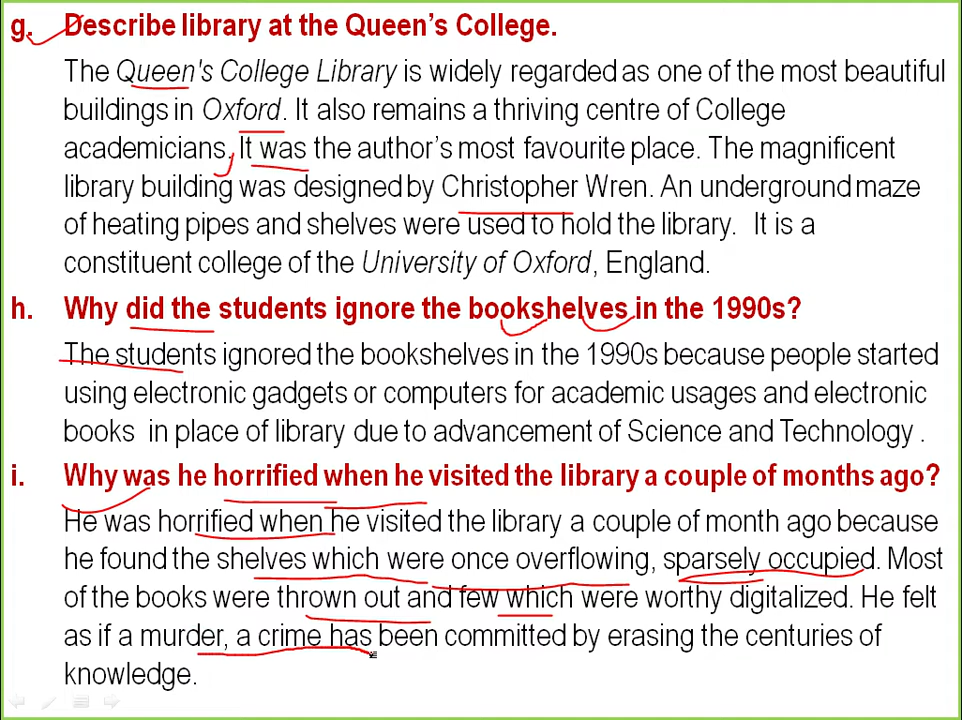 g. Describe library at the Queen’s College.
The Queen's College Library is widely regarded as one of the most beautiful
buildings in Oxford. It also remains a thriving centre of College
academicians. It was the author’s most favourite place. The magnificent
library building was designed by Christopher Wren. An underground maze
of heating pipes and shelves were used to hold the library. It is a
constituent college of the University of Oxford, England.
h. Why did the students ignore the bookshelves in the 1990s?
The students ignored the bookshelves in the 1990s because people started
using electronic gadgets or computers for academic usages and electronic
books in place of library due to advancement of Science and Technology .
i. Why was he horrified when he visited the library a couple of months ago?
He was horrified when he visited the library a couple of month ago because
he found the shelves which were once overflowing, sparsely occupied. Most
of the books were thrown out and few which were worthy digitalized. He felt
as if a murder, a crime has been committed by erasing the centuries of
knowledge.